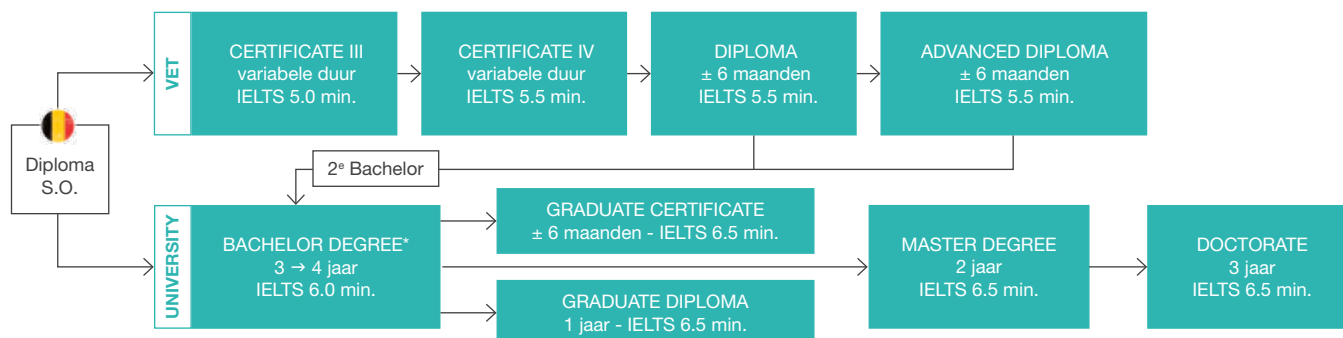 VET
CERTIFICATE III
variabele duur
IELTS 5.0 min.
CERTIFICATE IV
variabele duur
IELTS 5.5 min.
DIPLOMA
± 6 maanden
IELTS 5.5 min.
ADVANCED DIPLOMA
± 6 maanden
IELTS 5.5 min.
Diploma
S.O.
2e Bachelor
UNIVERSITY
BACHELOR DEGREE*
3 → 4 jaar
IELTS 6.0 min.
GRADUATE CERTIFICATE
± 6 maanden - IELTS 6.5 min.
GRADUATE DIPLOMA
1 jaar - IELTS 6.5 min.
MASTER DEGREE
2 jaar
IELTS 6.5 min.
DOCTORATE
3 jaar
IELTS 6.5 min.